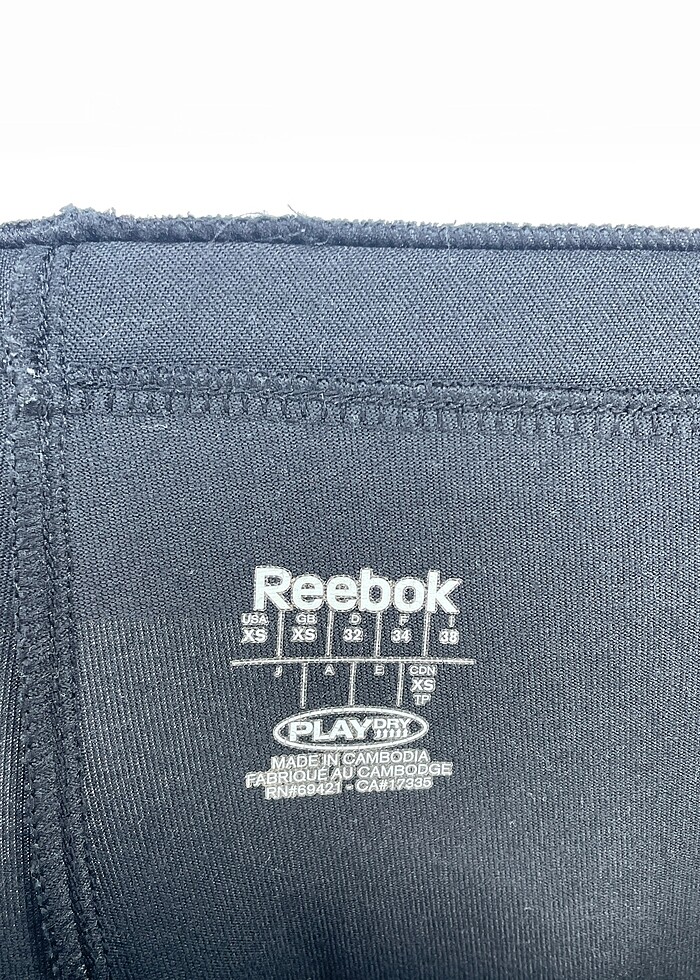 Reebok
USA GB D F I
XS XS 32 34 38
J A E CDN
XS
TP
PLAYDRY
MADE IN CAMBODIA
FABRIQUE AU CAMBODGE
RN#69421 - CA#17335